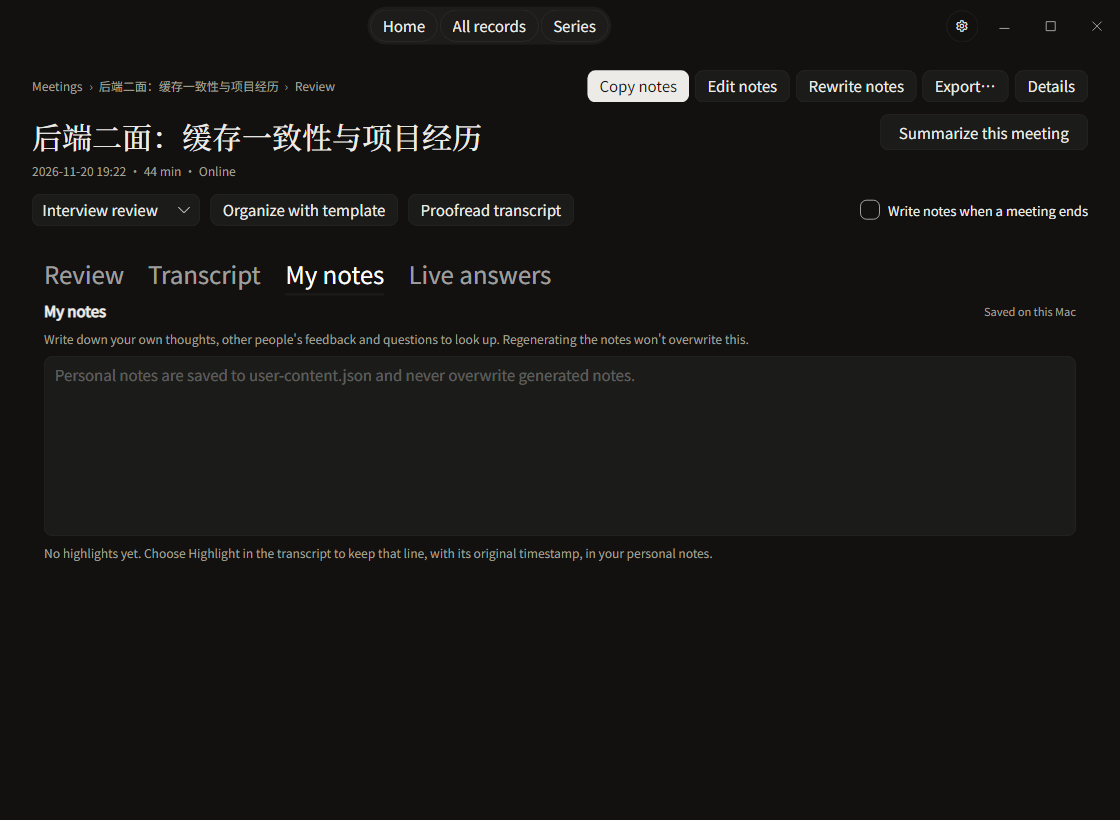 Home All records Series
Meetings › 后端二面：缓存一致性与项目经历 › Review
Copy notes Edit notes Rewrite notes Export··· Details
后端二面：缓存一致性与项目经历
Summarize this meeting
2026-11-20 19:22 • 44 min • Online
Interview review Organize with template Proofread transcript
Write notes when a meeting ends
Review Transcript My notes Live answers
My notes
Saved on this Mac
Write down your own thoughts, other people's feedback and questions to look up. Regenerating the notes won't overwrite this.
Personal notes are saved to user-content.json and never overwrite generated notes.
No highlights yet. Choose Highlight in the transcript to keep that line, with its original timestamp, in your personal notes.